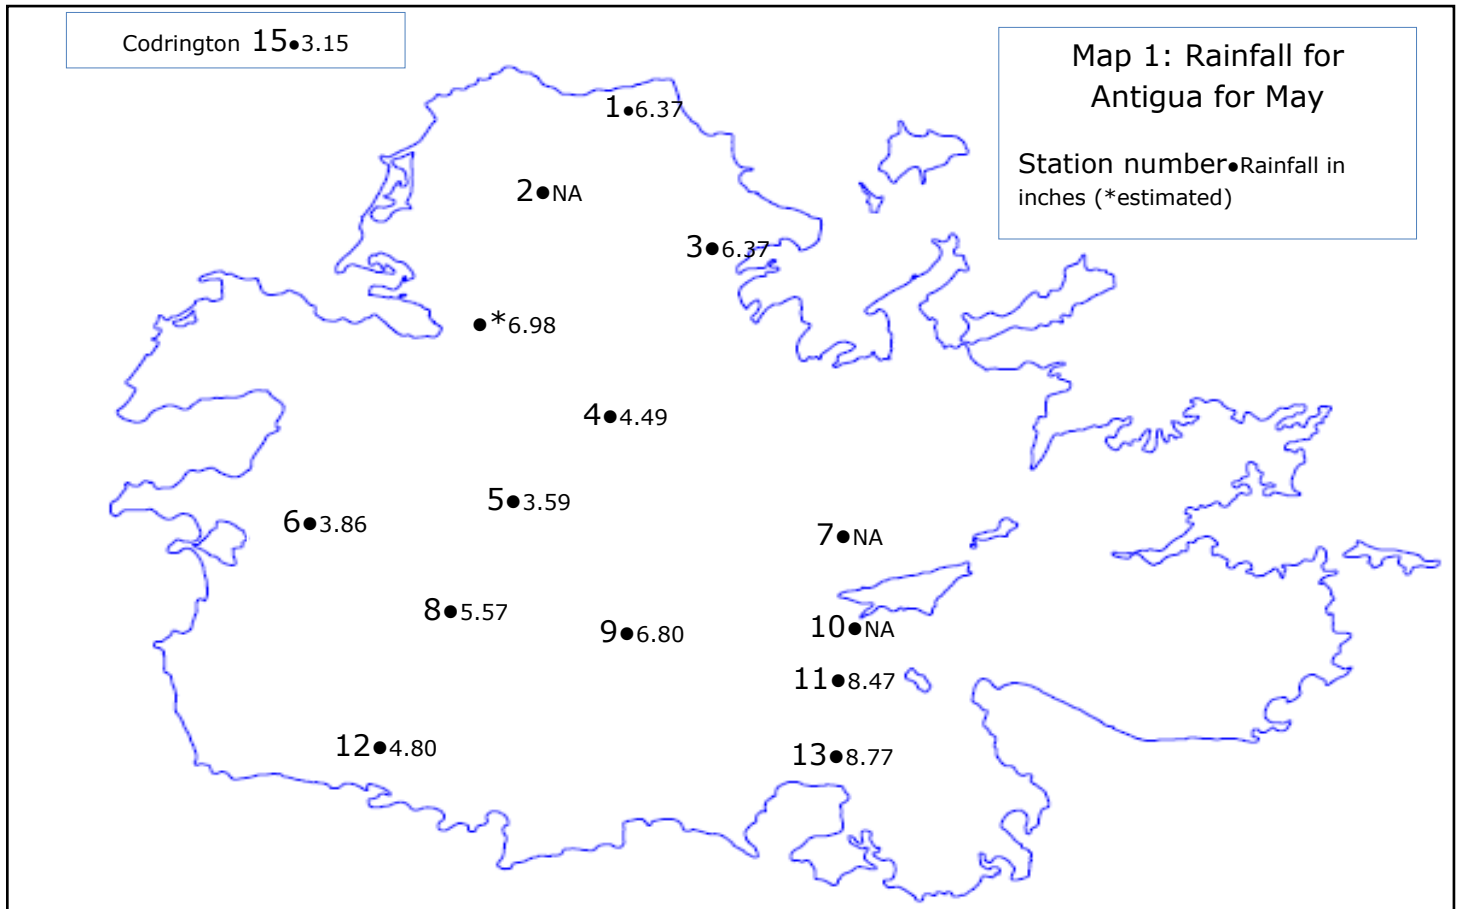 Codrington 15●3.15
Map 1: Rainfall for
Antigua for May
Station number●Rainfall in
inches (*estimated)
1●6.37
2●NA
3●6.37
●*6.98
4●4.49
5●3.59
6●3.86
7●NA
8●5.57
9●6.80
10●NA
11●8.47
12●4.80
13●8.77